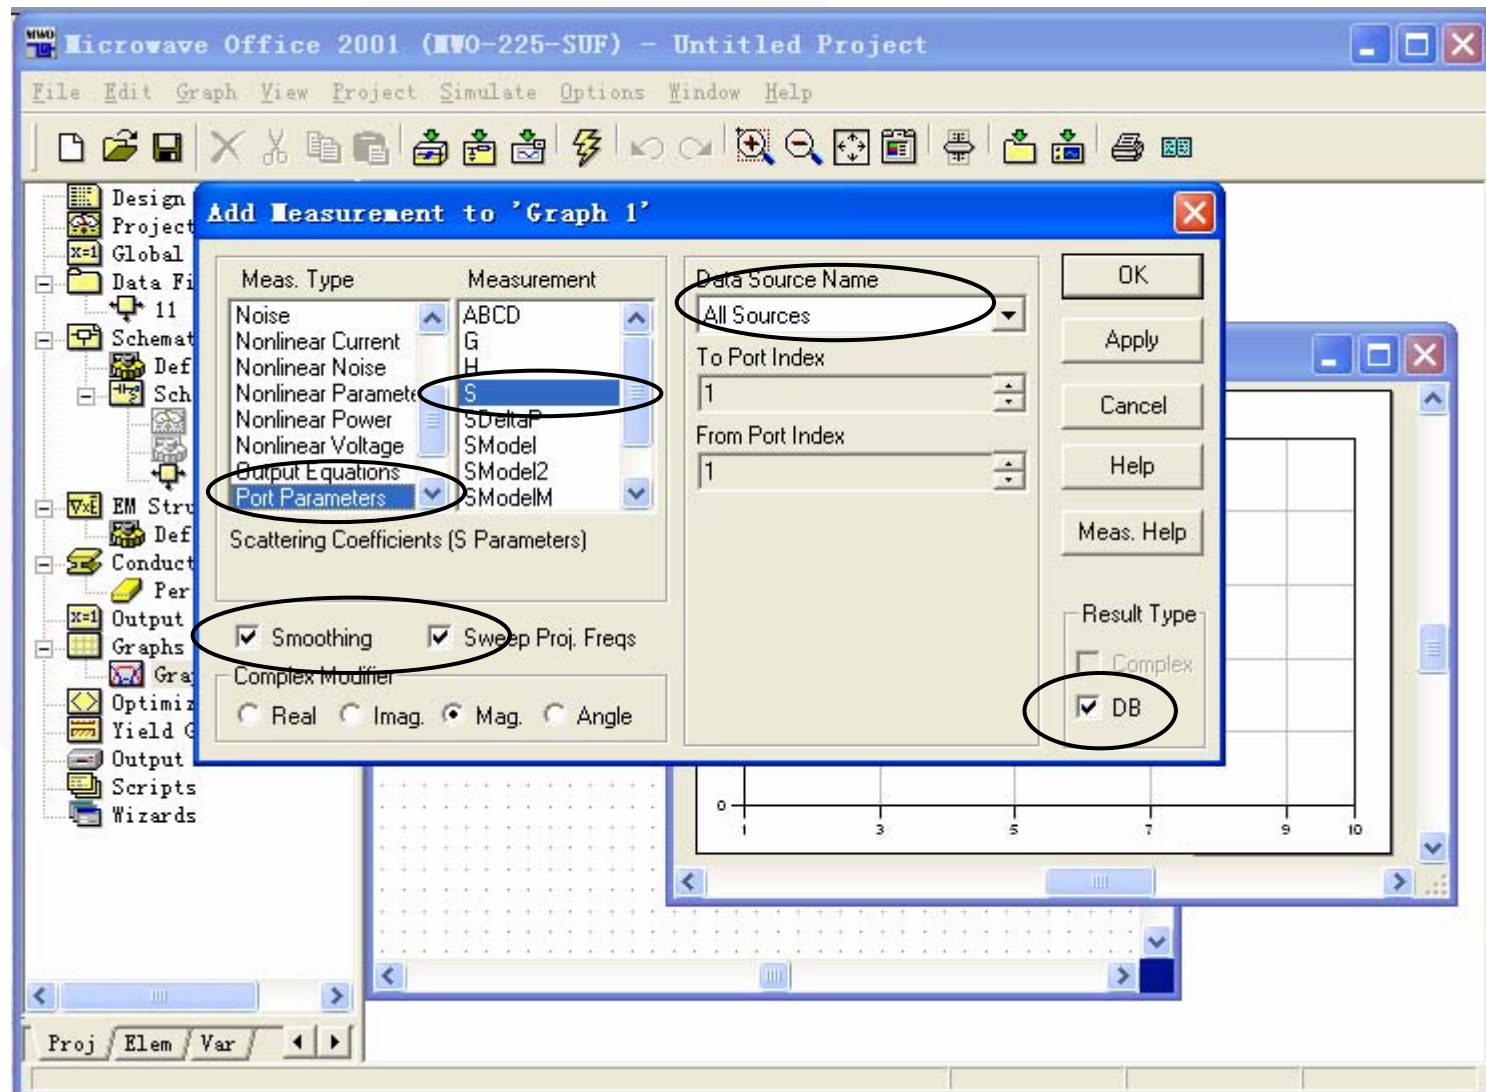 Microwave Office 2001 (MWO-225-SUF) - Untitled Project
File Edit Graph View Project Simulate Options Window Help
Add Measurement to 'Graph 1'
Design
Project
Global
Data Fi
11
Schemat
Def
Sch
EM Stru
Def
Conduct
Per
Output
Graphs
Gra
Optimiz
Yield G
Output
Scripts
Wizards
Proj Elem Var
Meas. Type
Noise
Nonlinear Current
Nonlinear Noise
Nonlinear Paramete
Nonlinear Power
Nonlinear Voltage
Output Equations
Port Parameters
Measurement
ABCD
G
H
S
SDeltaP
SModel
SModel2
SModelM
Scattering Coefficients (S Parameters)
Smoothing Sweep Proj. Freqs
Complex Modifier
Real Imag. Mag. Angle
Data Source Name
All Sources
To Port Index
1
From Port Index
1
OK
Apply
Cancel
Help
Meas. Help
Result Type
Complex
DB
0
1 3 5 7 9 10